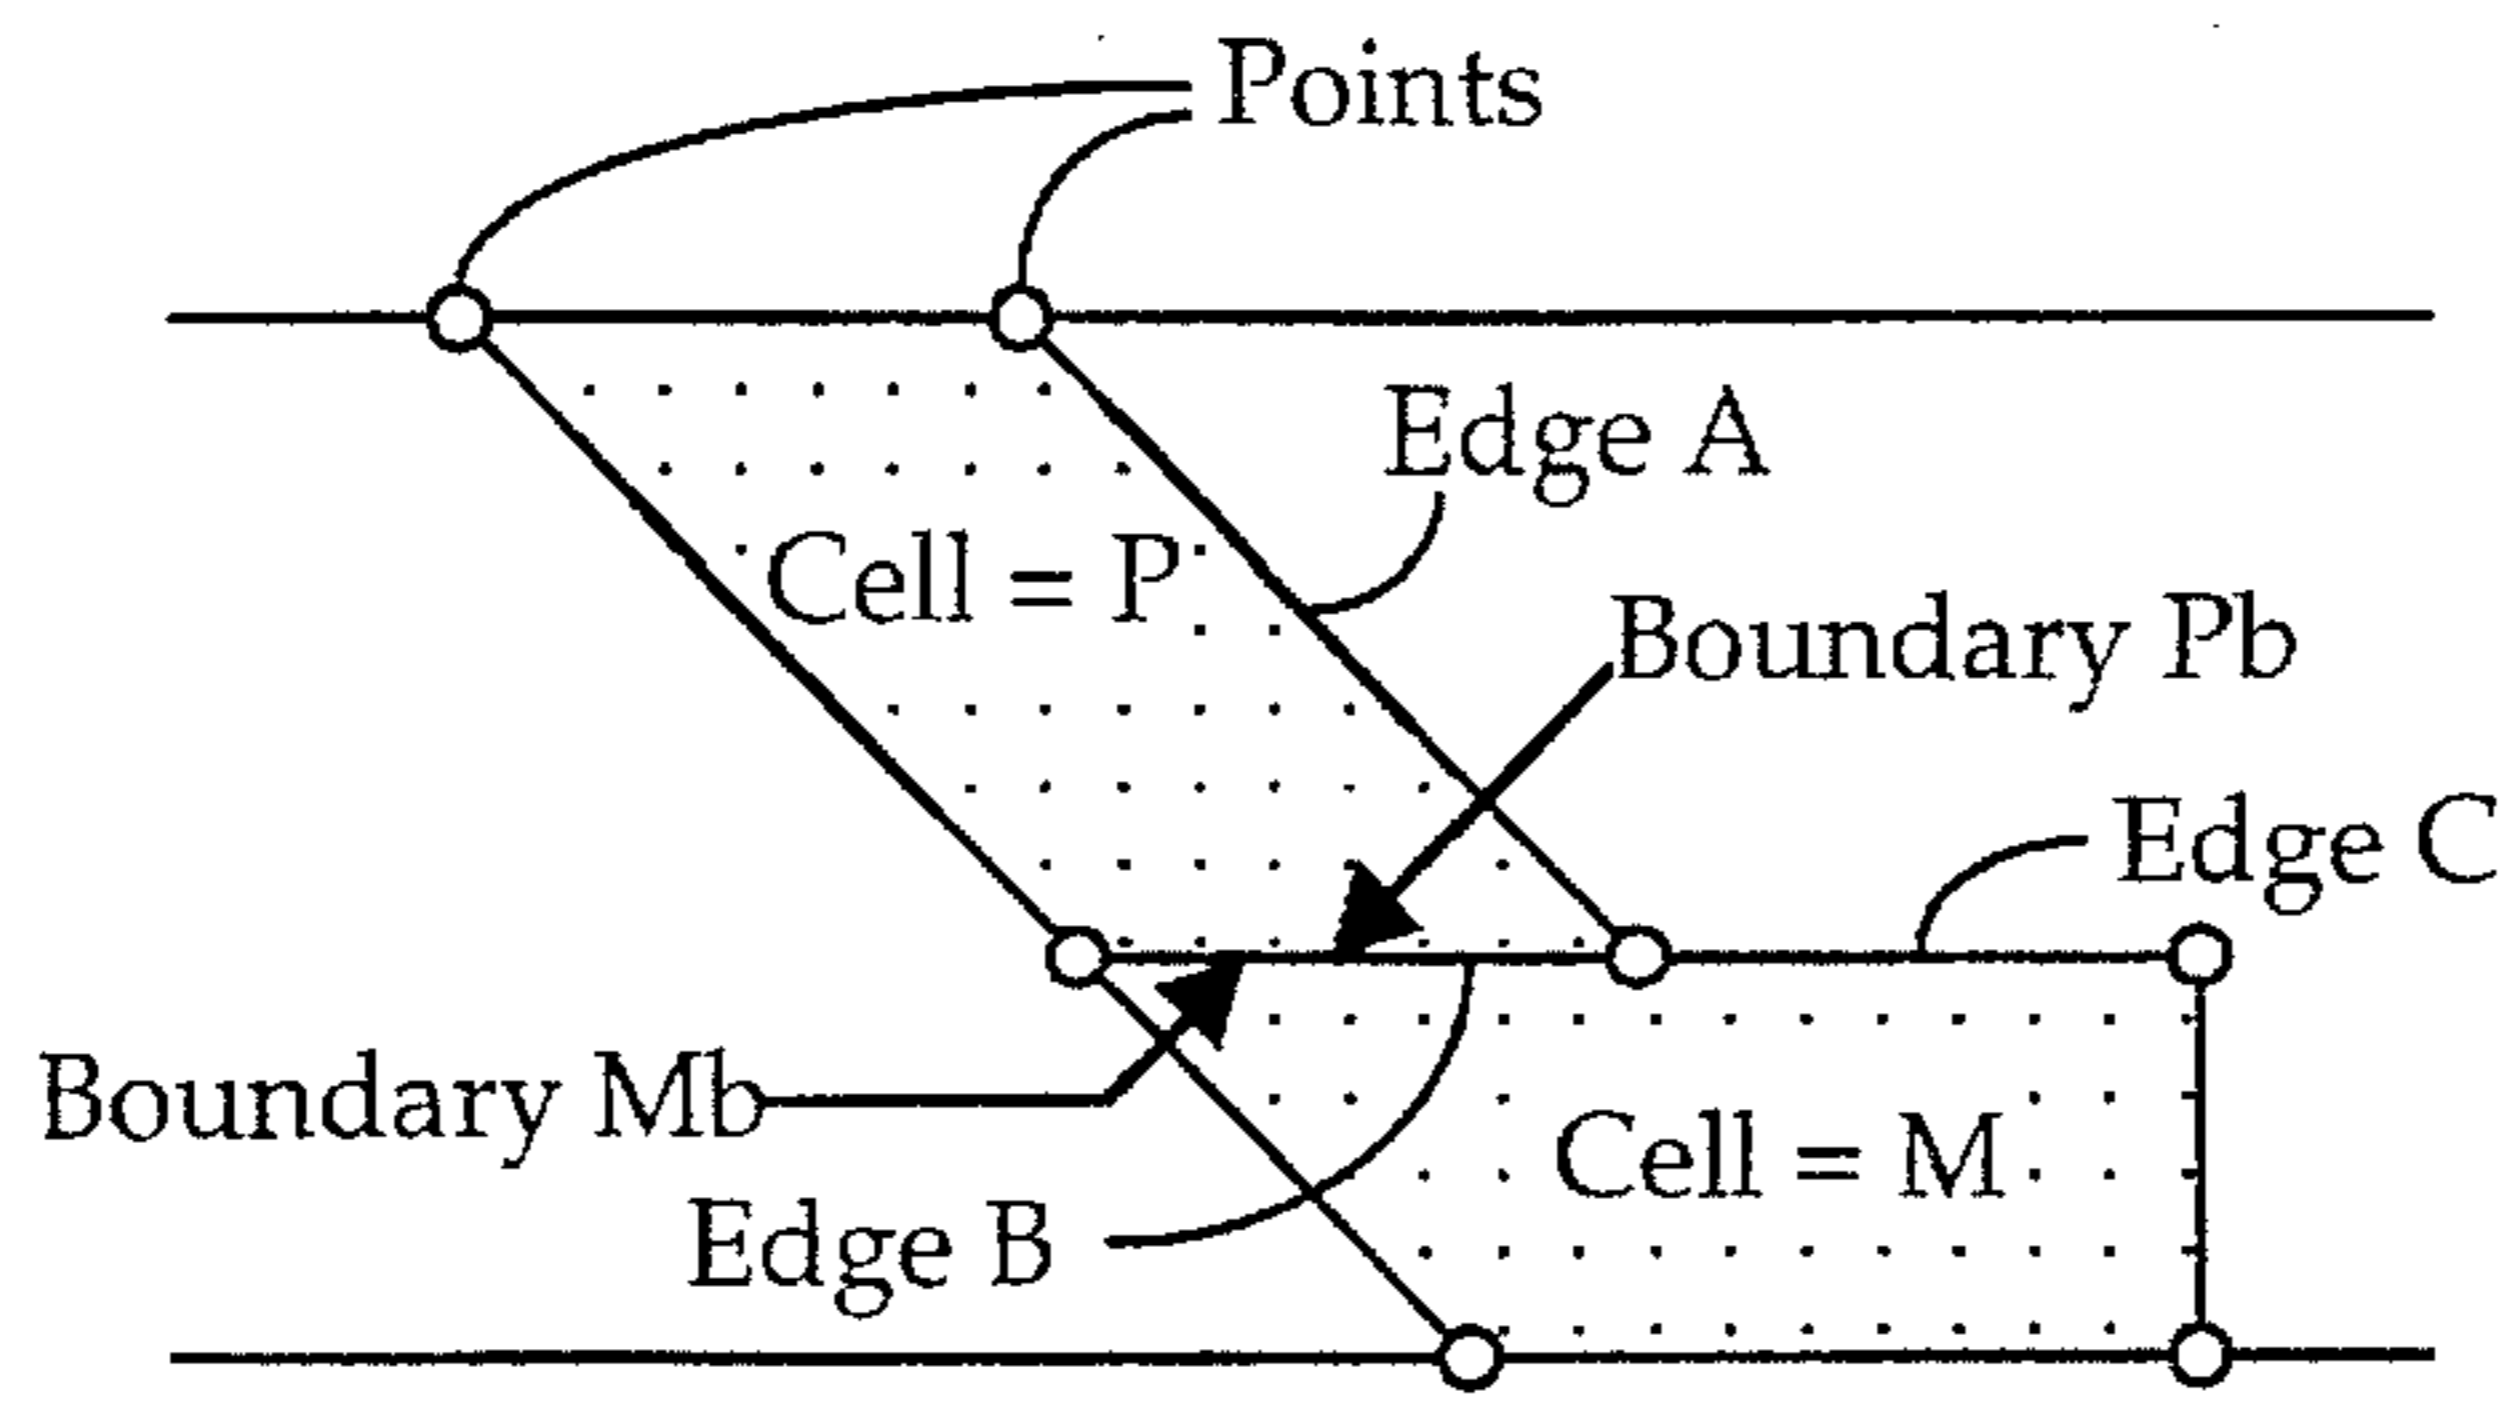 Points
Edge A
Cell = P
Boundary Pb
Edge C
Boundary Mb
Cell = M
Edge B